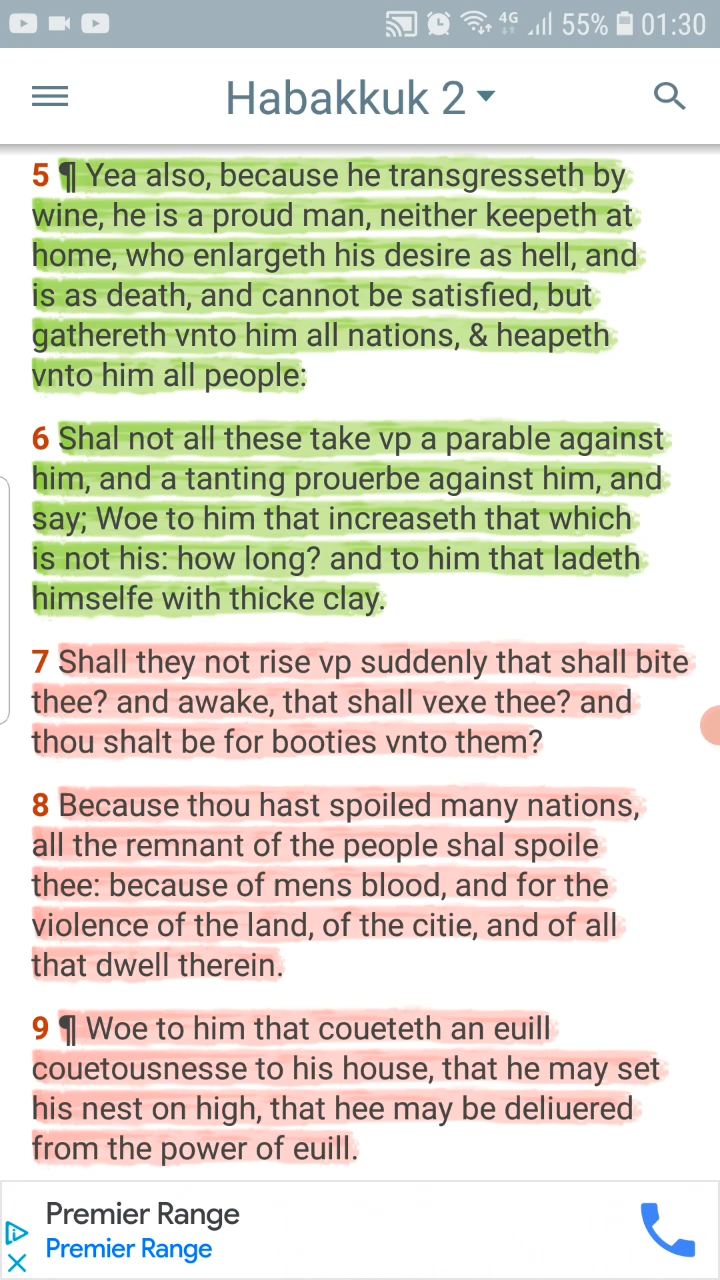 4G 55% 01:30
Habakkuk 2
5 ¶ Yea also, because he transgresseth by
wine, he is a proud man, neither keepeth at
home, who enlargeth his desire as hell, and
is as death, and cannot be satisfied, but
gathereth vnto him all nations, & heapeth
vnto him all people:
6 Shal not all these take vp a parable against
him, and a tanting prouerbe against him, and
say; Woe to him that increaseth that which
is not his: how long? and to him that ladeth
himselfe with thicke clay.
7 Shall they not rise vp suddenly that shall bite
thee? and awake, that shall vexe thee? and
thou shalt be for booties vnto them?
8 Because thou hast spoiled many nations,
all the remnant of the people shal spoile
thee: because of mens blood, and for the
violence of the land, of the citie, and of all
that dwell therein.
9 ¶ Woe to him that coueteth an euill
couetousnesse to his house, that he may set
his nest on high, that hee may be deliuered
from the power of euill.
Premier Range
Premier Range